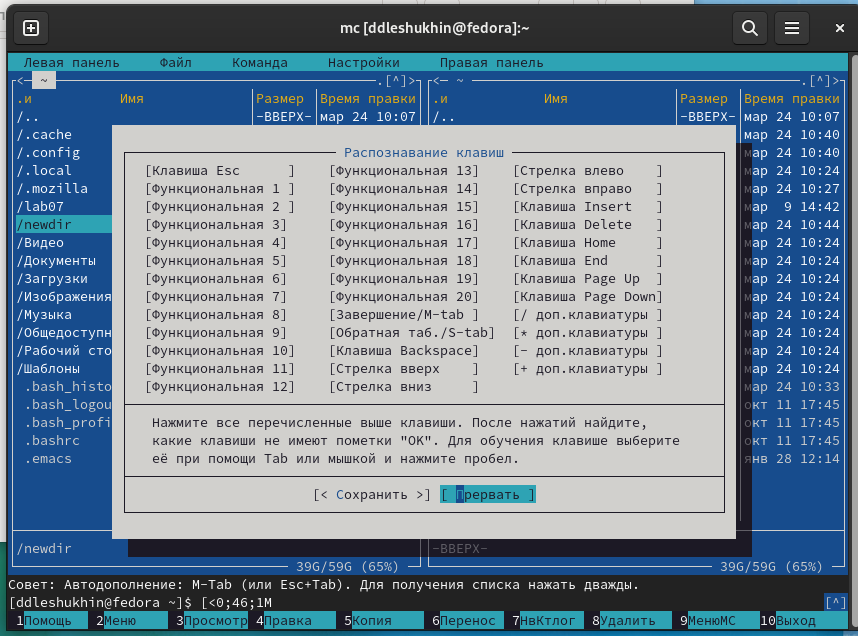 mc [ddleshukhin@fedora]:~
Левая панель Файл Команда Настройки Правая панель
<— ~ .[^]> <— ~ .[^]>
.и Имя Размер Время правки .и Имя Размер Время правки
/.. -ВВЕРХ- мар 24 10:07 /.. -ВВЕРХ- мар 24 10:07
/.cache мар 24 10:40
/.config Распознавание клавиш мар 24 10:40
/.local [Клавиша Esc ] [Функциональная 13] [Стрелка влево ] мар 24 10:24
/.mozilla [Функциональная 1 ] [Функциональная 14] [Стрелка вправо ] мар 24 10:27
/lab07 [Функциональная 2 ] [Функциональная 15] [Клавиша Insert ] мар 9 14:42
/newdir [Функциональная 3] [Функциональная 16] [Клавиша Delete ] мар 24 10:44
/Видео [Функциональная 4] [Функциональная 17] [Клавиша Home ] мар 24 10:24
/Документы [Функциональная 5] [Функциональная 18] [Клавиша End ] мар 24 10:24
/Загрузки [Функциональная 6] [Функциональная 19] [Клавиша Page Up ] мар 24 10:24
/Изображения [Функциональная 7] [Функциональная 20] [Клавиша Page Down] мар 24 10:24
/Музыка [Функциональная 8] [Завершение/M-tab ] [/ доп.клавиатуры ] мар 24 10:24
/Общедоступн [Функциональная 9] [Обратная таб./S-tab] [* доп.клавиатуры ] мар 24 10:24
/Рабочий сто [Функциональная 10] [Клавиша Backspace] [- доп.клавиатуры ] мар 24 10:24
/Шаблоны [Функциональная 11] [Стрелка вверх ] [+ доп.клавиатуры ] мар 24 10:24
.bash_histo [Функциональная 12] [Стрелка вниз ] мар 24 10:33
.bash_logou окт 11 17:45
.bash_profi Нажмите все перечисленные выше клавиши. После нажатий найдите, окт 11 17:45
.bashrc какие клавиши не имеют пометки "OK". Для обучения клавише выберите окт 11 17:45
.emacs её при помощи Tab или мышкой и нажмите пробел. янв 28 12:14
[< Сохранить >] [ Прервать ]
/newdir -ВВЕРХ-
39G/59G (65%) 39G/59G (65%)
Совет: Автодополнение: M-Tab (или Esc+Tab). Для получения списка нажать дважды.
[ddleshukhin@fedora ~]$ [<0;46;1M [^]
1Помощь 2Меню 3Просмотр 4Правка 5Копия 6Перенос 7НвКтлог 8Удалить 9МенюМС 10Выход